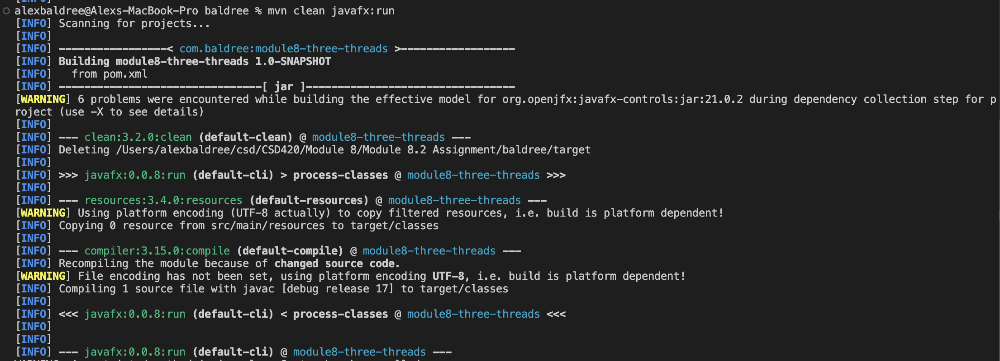 [INFO]
alexbaldree@Alexs-MacBook-Pro baldree % mvn clean javafx:run
[INFO] Scanning for projects...
[INFO]
[INFO] -----------------< com.baldree:module8-three-threads >------------------
[INFO] Building module8-three-threads 1.0-SNAPSHOT
[INFO]   from pom.xml
[INFO] --------------------------------[ jar ]---------------------------------
[WARNING] 6 problems were encountered while building the effective model for org.openjfx:javafx-controls:jar:21.0.2 during dependency collection step for p
roject (use -X to see details)
[INFO]
[INFO] --- clean:3.2.0:clean (default-clean) @ module8-three-threads ---
[INFO] Deleting /Users/alexbaldree/csd/CSD420/Module 8/Module 8.2 Assignment/baldree/target
[INFO]
[INFO] >>> javafx:0.0.8:run (default-cli) > process-classes @ module8-three-threads >>>
[INFO]
[INFO] --- resources:3.4.0:resources (default-resources) @ module8-three-threads ---
[WARNING] Using platform encoding (UTF-8 actually) to copy filtered resources, i.e. build is platform dependent!
[INFO] Copying 0 resource from src/main/resources to target/classes
[INFO]
[INFO] --- compiler:3.15.0:compile (default-compile) @ module8-three-threads ---
[INFO] Recompiling the module because of changed source code.
[WARNING] File encoding has not been set, using platform encoding UTF-8, i.e. build is platform dependent!
[INFO] Compiling 1 source file with javac [debug release 17] to target/classes
[INFO]
[INFO] <<< javafx:0.0.8:run (default-cli) < process-classes @ module8-three-threads <<<
[INFO]
[INFO]
[INFO] --- javafx:0.0.8:run (default-cli) @ module8-three-threads ---